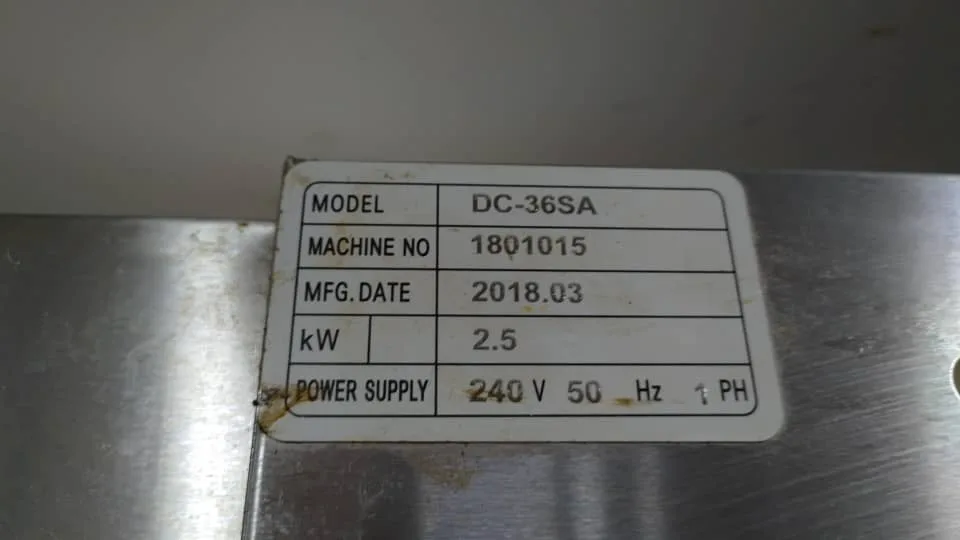 MODEL DC-36SA
MACHINE NO 1801015
MFG. DATE 2018.03
kW 2.5
POWER SUPPLY 240 V 50 Hz 1 PH